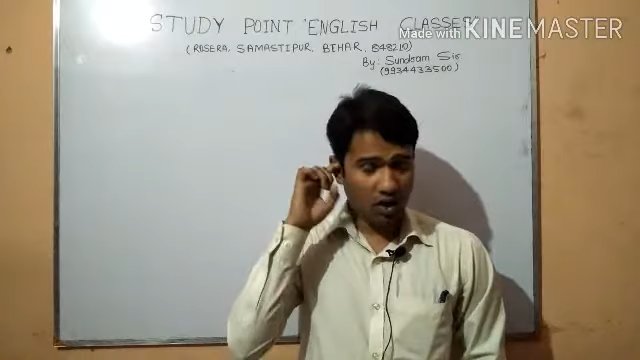 STUDY POINT ENGLISH CLASSES
Made with KINEMASTER
(ROSERA, SAMASTIPUR, BIHAR, 848210)
By: Sundram Sir
(9934433500)